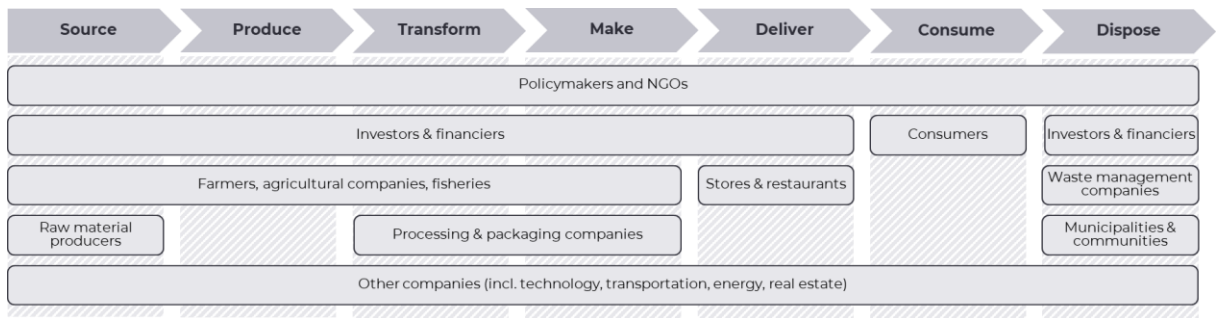 Source
Produce
Transform
Make
Deliver
Consume
Dispose
Policymakers and NGOs
Investors & financiers
Consumers
Investors & financiers
Farmers, agricultural companies, fisheries
Stores & restaurants
Waste management
companies
Raw material
producers
Processing & packaging companies
Municipalities &
communities
Other companies (incl. technology, transportation, energy, real estate)